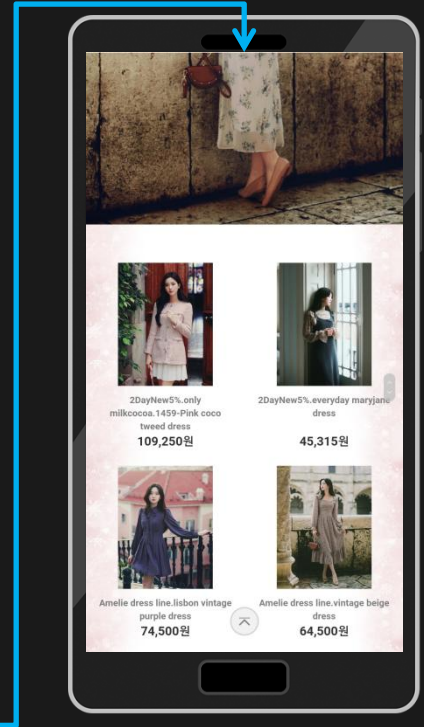 2DayNew5%.only
milkcocoa.1459-Pink coco
tweed dress
109,250원
2DayNew5%.everyday maryjane
dress
45,315원
Amelie dress line.lisbon vintage
purple dress
74,500원
Amelie dress line.vintage beige
dress
64,500원